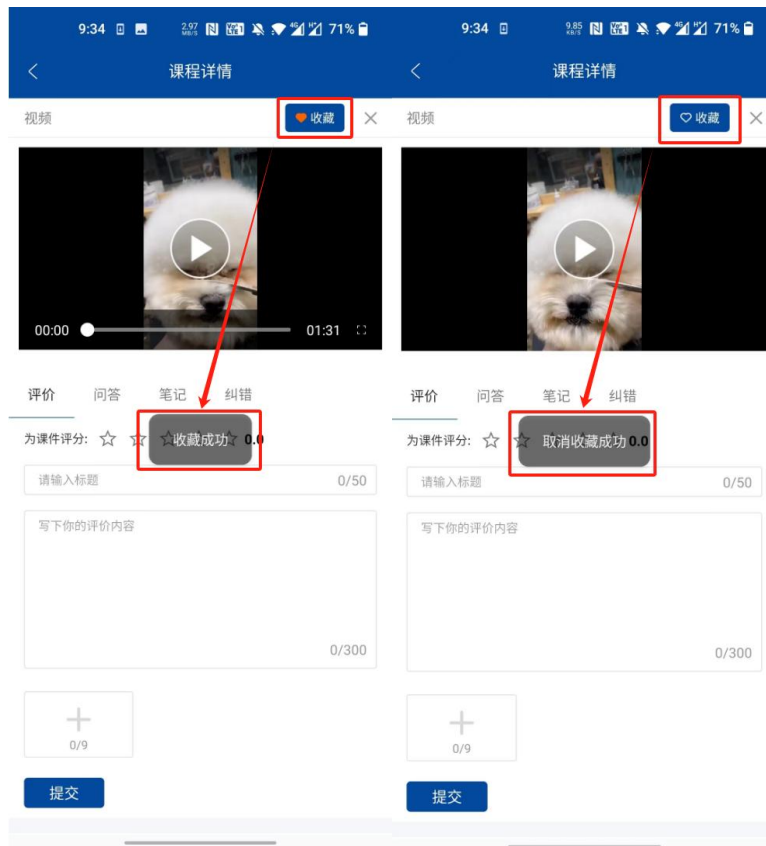 9:34 2.97 MB/S 4G 71%
课程详情
视频
收藏
00:00 01:31
评价 问答 笔记 纠错
为课件评分: 0.0
收藏成功
请输入标题 0/50
写下你的评价内容
0/300
0/9
提交
9:34 9.85 KB/S 4G 71%
课程详情
视频
收藏
评价 问答 笔记 纠错
为课件评分: 0.0
取消收藏成功
请输入标题 0/50
写下你的评价内容
0/300
0/9
提交